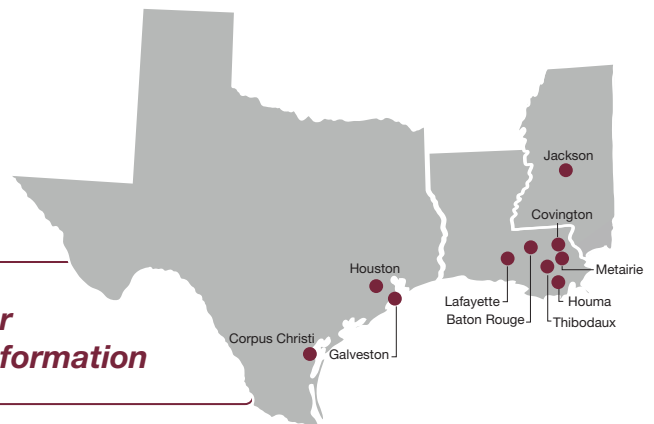 Jackson
Covington
Metairie
Houston
Lafayette
Houma
Baton Rouge
Thibodaux
Corpus Christi
Galveston
r
formation